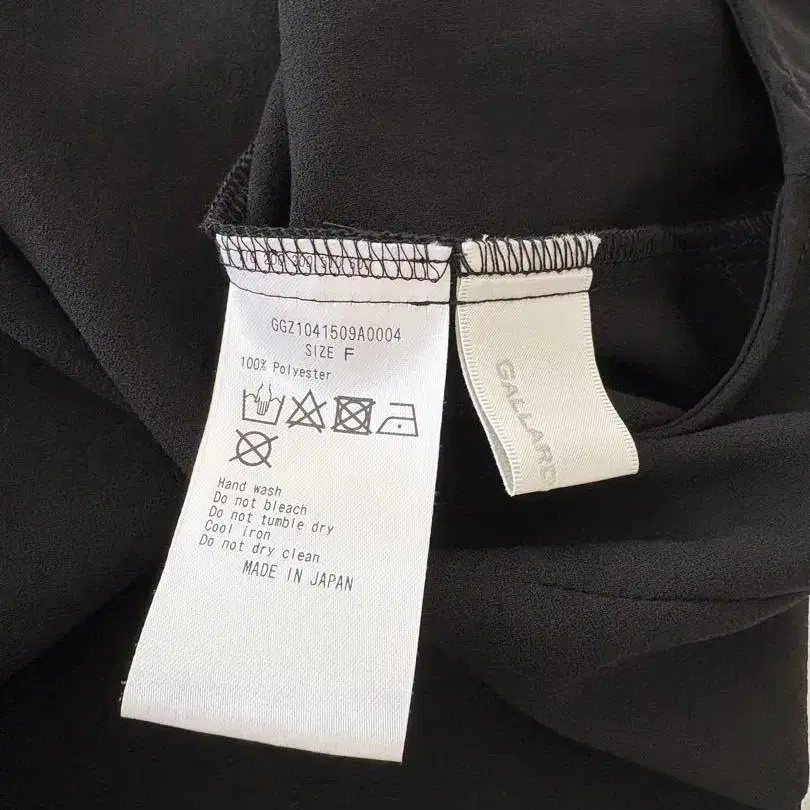 GGZ1041509A0004
SIZE F
100% Polyester
Hand wash
Do not bleach
Do not tumble dry
Cool iron
Do not dry clean
MADE IN JAPAN
GALLARD